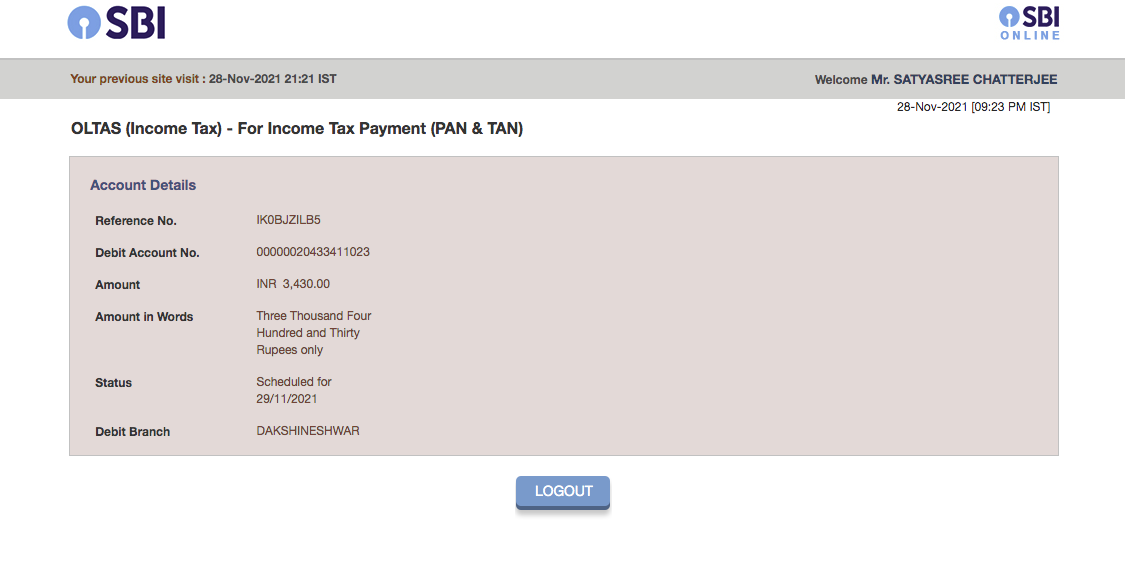 SBI
SBI
ONLINE
Your previous site visit : 28-Nov-2021 21:21 IST
Welcome Mr. SATYASREE CHATTERJEE
28-Nov-2021 [09:23 PM IST]
OLTAS (Income Tax) - For Income Tax Payment (PAN & TAN)
Account Details
Reference No. IK0BJZILB5
Debit Account No. 00000020433411023
Amount INR 3,430.00
Amount in Words Three Thousand Four
Hundred and Thirty
Rupees only
Status Scheduled for
29/11/2021
Debit Branch DAKSHINESHWAR
LOGOUT